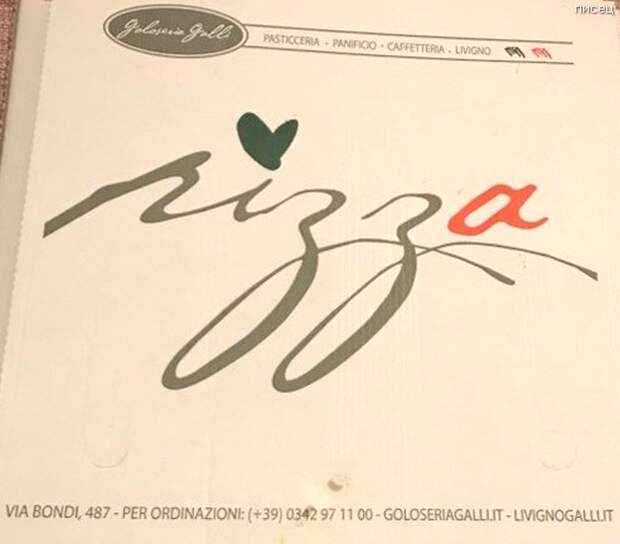 писец
Goloseria Galli
PASTICCERIA - PANIFICIO - CAFFETTERIA - LIVIGNO
pizza
VIA BONDI, 487 - PER ORDINAZIONI: (+39) 0342 97 11 00 - GOLOSERIAGALLI.IT - LIVIGNOGALLI.IT